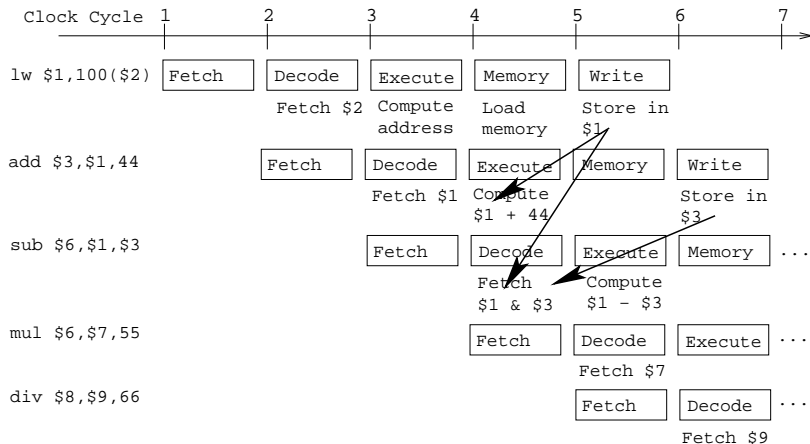 Clock Cycle 1 2 3 4 5 6 7
lw $1,100($2) Fetch Decode Execute Memory Write
Fetch $2 Compute address Load memory Store in $1
add $3,$1,44 Fetch Decode Execute Memory Write
Fetch $1 Compute $1 + 44 Store in $3
sub $6,$1,$3 Fetch Decode Execute Memory ...
Fetch $1 & $3 Compute $1 − $3
mul $6,$7,55 Fetch Decode Execute ...
Fetch $7
div $8,$9,66 Fetch Decode ...
Fetch $9